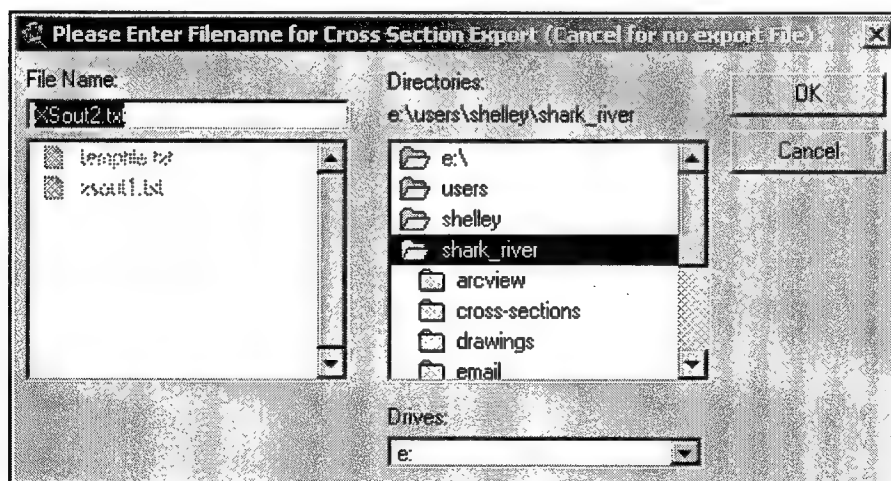 Please Enter Filename for Cross Section Export (Cancel for no export File)
File Name:
XSout2.txt
tempfile.txt
xsout1.txt
Directories:
e:\users\shelley\shark_river
e:\
users
shelley
shark_river
arcview
cross-sections
drawings
email
Drives:
e:
OK
Cancel